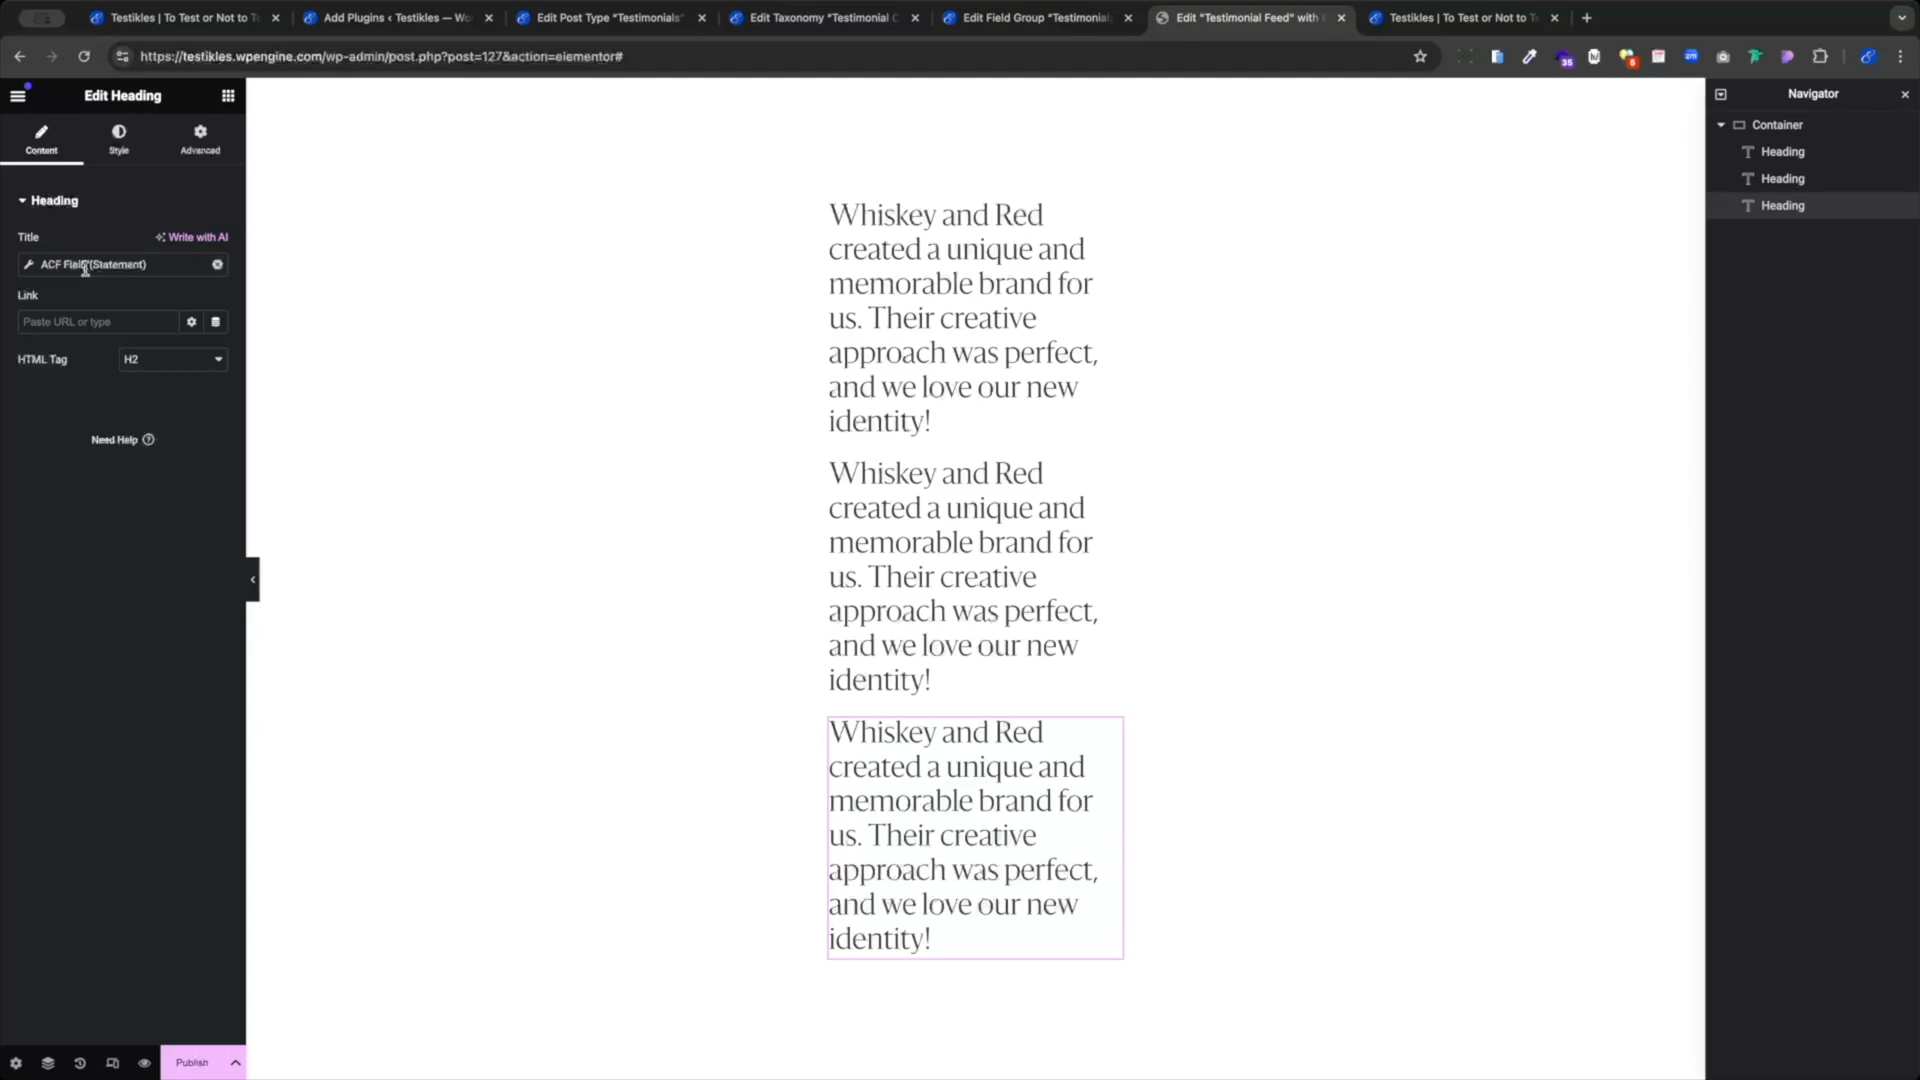 Testikles | To Test or Not to Te
Add Plugins ‹ Testikles — Wo
Edit Post Type "Testimonials"
Edit Taxonomy "Testimonial C
Edit Field Group "Testimonial
Edit "Testimonial Feed" with E
Testikles | To Test or Not to Te
https://testikles.wpengine.com/wp-admin/post.php?post=127&action=elementor#
35
6
Edit Heading
Content
Style
Advanced
Heading
Title
Write with AI
ACF Field (Statement)
Link
Paste URL or type
HTML Tag
H2
Need Help
Publish
Whiskey and Red
created a unique and
memorable brand for
us. Their creative
approach was perfect,
and we love our new
identity!
Whiskey and Red
created a unique and
memorable brand for
us. Their creative
approach was perfect,
and we love our new
identity!
Whiskey and Red
created a unique and
memorable brand for
us. Their creative
approach was perfect,
and we love our new
identity!
Navigator
Container
Heading
Heading
Heading